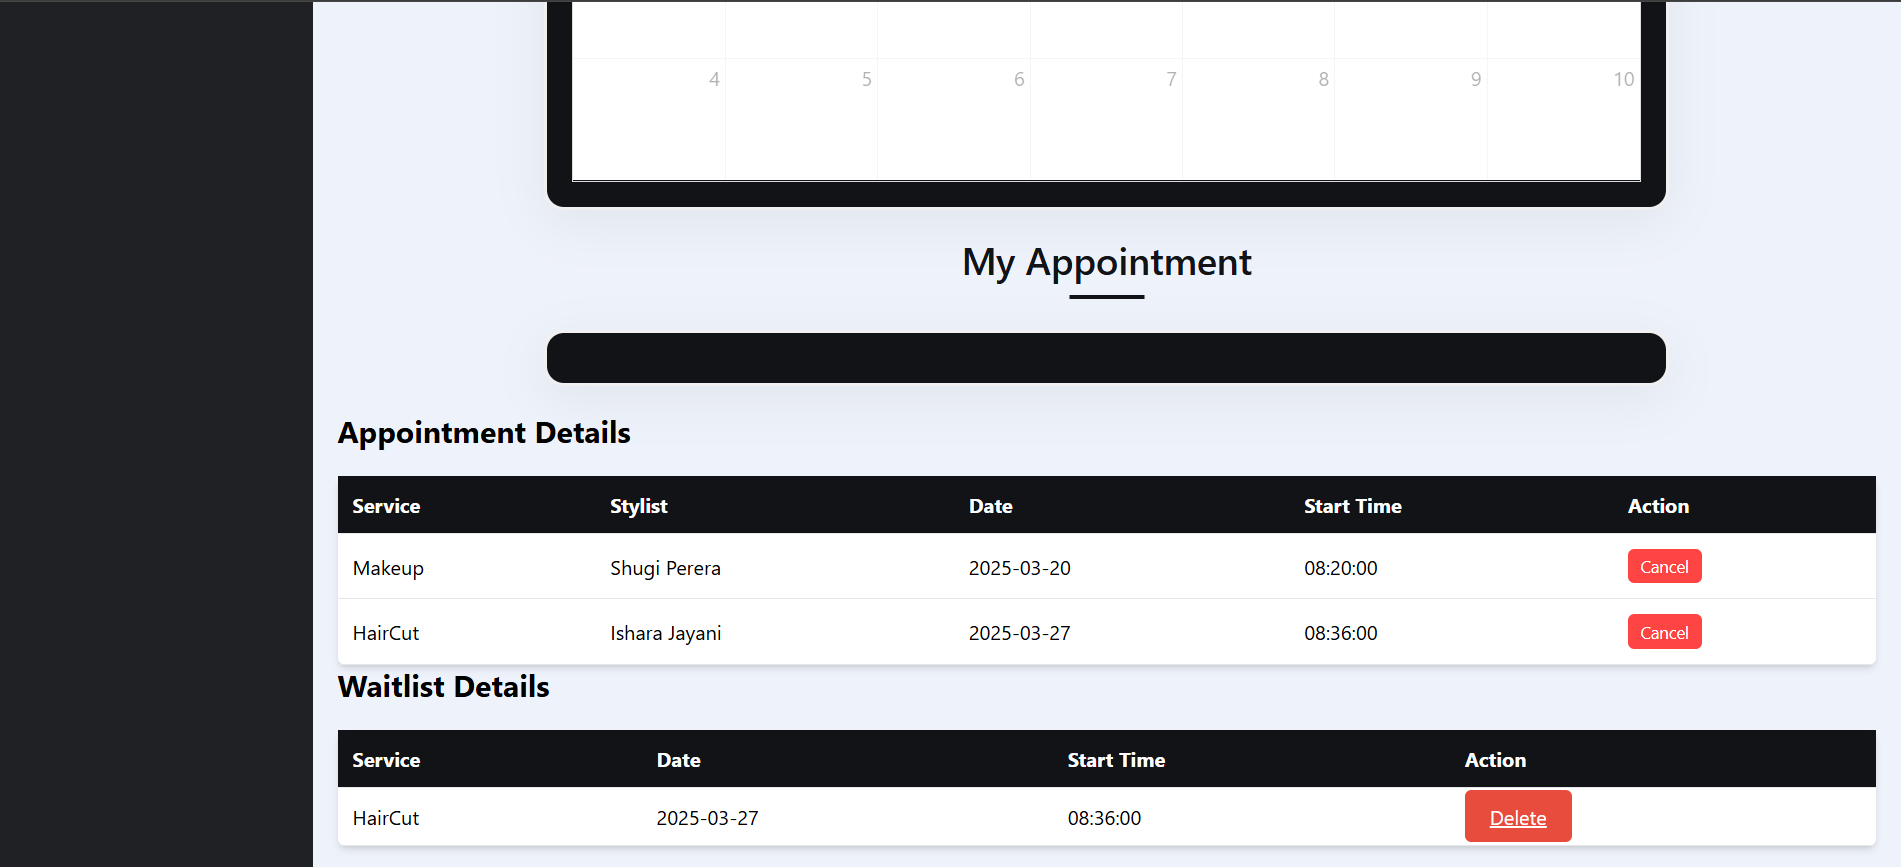 4 5 6 7 8 9 10
My Appointment
Appointment Details
Service Stylist Date Start Time Action
Makeup Shugi Perera 2025-03-20 08:20:00 Cancel
HairCut Ishara Jayani 2025-03-27 08:36:00 Cancel
Waitlist Details
Service Date Start Time Action
HairCut 2025-03-27 08:36:00 Delete